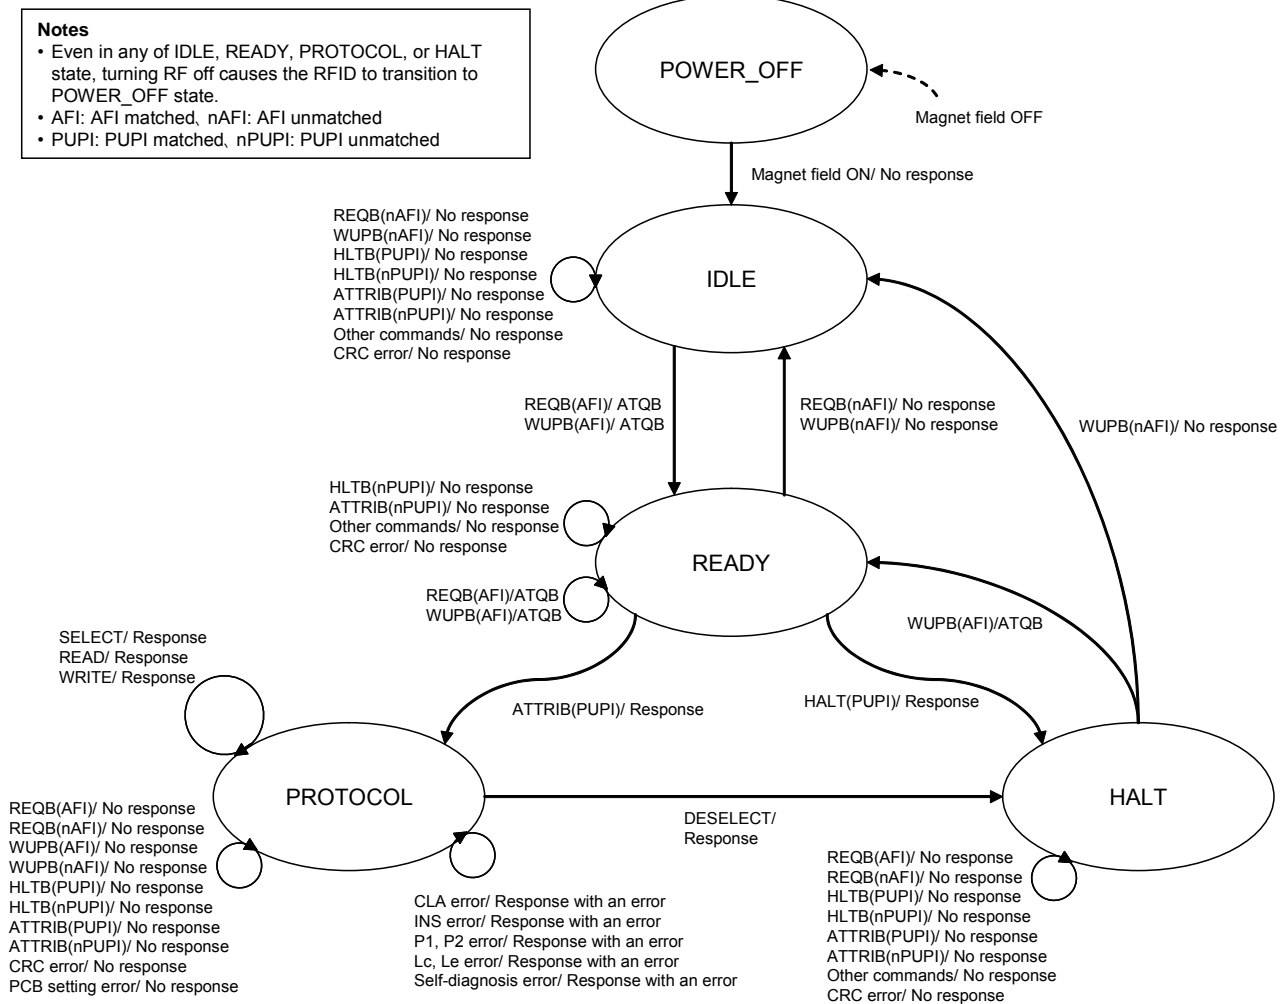 Notes
• Even in any of IDLE, READY, PROTOCOL, or HALT
state, turning RF off causes the RFID to transition to
POWER_OFF state.
• AFI: AFI matched、nAFI: AFI unmatched
• PUPI: PUPI matched、nPUPI: PUPI unmatched
POWER_OFF
Magnet field OFF
Magnet field ON/ No response
REQB(nAFI)/ No response
WUPB(nAFI)/ No response
HLTB(PUPI)/ No response
HLTB(nPUPI)/ No response
ATTRIB(PUPI)/ No response
ATTRIB(nPUPI)/ No response
Other commands/ No response
CRC error/ No response
IDLE
REQB(AFI)/ ATQB
WUPB(AFI)/ ATQB
REQB(nAFI)/ No response
WUPB(nAFI)/ No response
WUPB(nAFI)/ No response
HLTB(nPUPI)/ No response
ATTRIB(nPUPI)/ No response
Other commands/ No response
CRC error/ No response
READY
REQB(AFI)/ATQB
WUPB(AFI)/ATQB
WUPB(AFI)/ATQB
SELECT/ Response
READ/ Response
WRITE/ Response
ATTRIB(PUPI)/ Response
HALT(PUPI)/ Response
PROTOCOL
HALT
DESELECT/
Response
REQB(AFI)/ No response
REQB(nAFI)/ No response
WUPB(AFI)/ No response
WUPB(nAFI)/ No response
HLTB(PUPI)/ No response
HLTB(nPUPI)/ No response
ATTRIB(PUPI)/ No response
ATTRIB(nPUPI)/ No response
CRC error/ No response
PCB setting error/ No response
CLA error/ Response with an error
INS error/ Response with an error
P1, P2 error/ Response with an error
Lc, Le error/ Response with an error
Self-diagnosis error/ Response with an error
REQB(AFI)/ No response
REQB(nAFI)/ No response
HLTB(PUPI)/ No response
HLTB(nPUPI)/ No response
ATTRIB(PUPI)/ No response
ATTRIB(nPUPI)/ No response
Other commands/ No response
CRC error/ No response